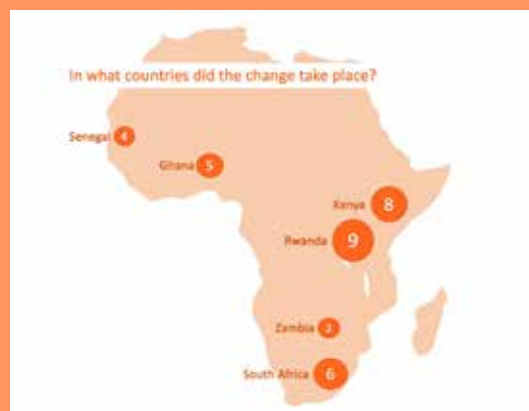 In what countries did the change take place?
Senegal 4
Ghana 5
Kenya 8
Rwanda 9
Zambia 2
South Africa 6